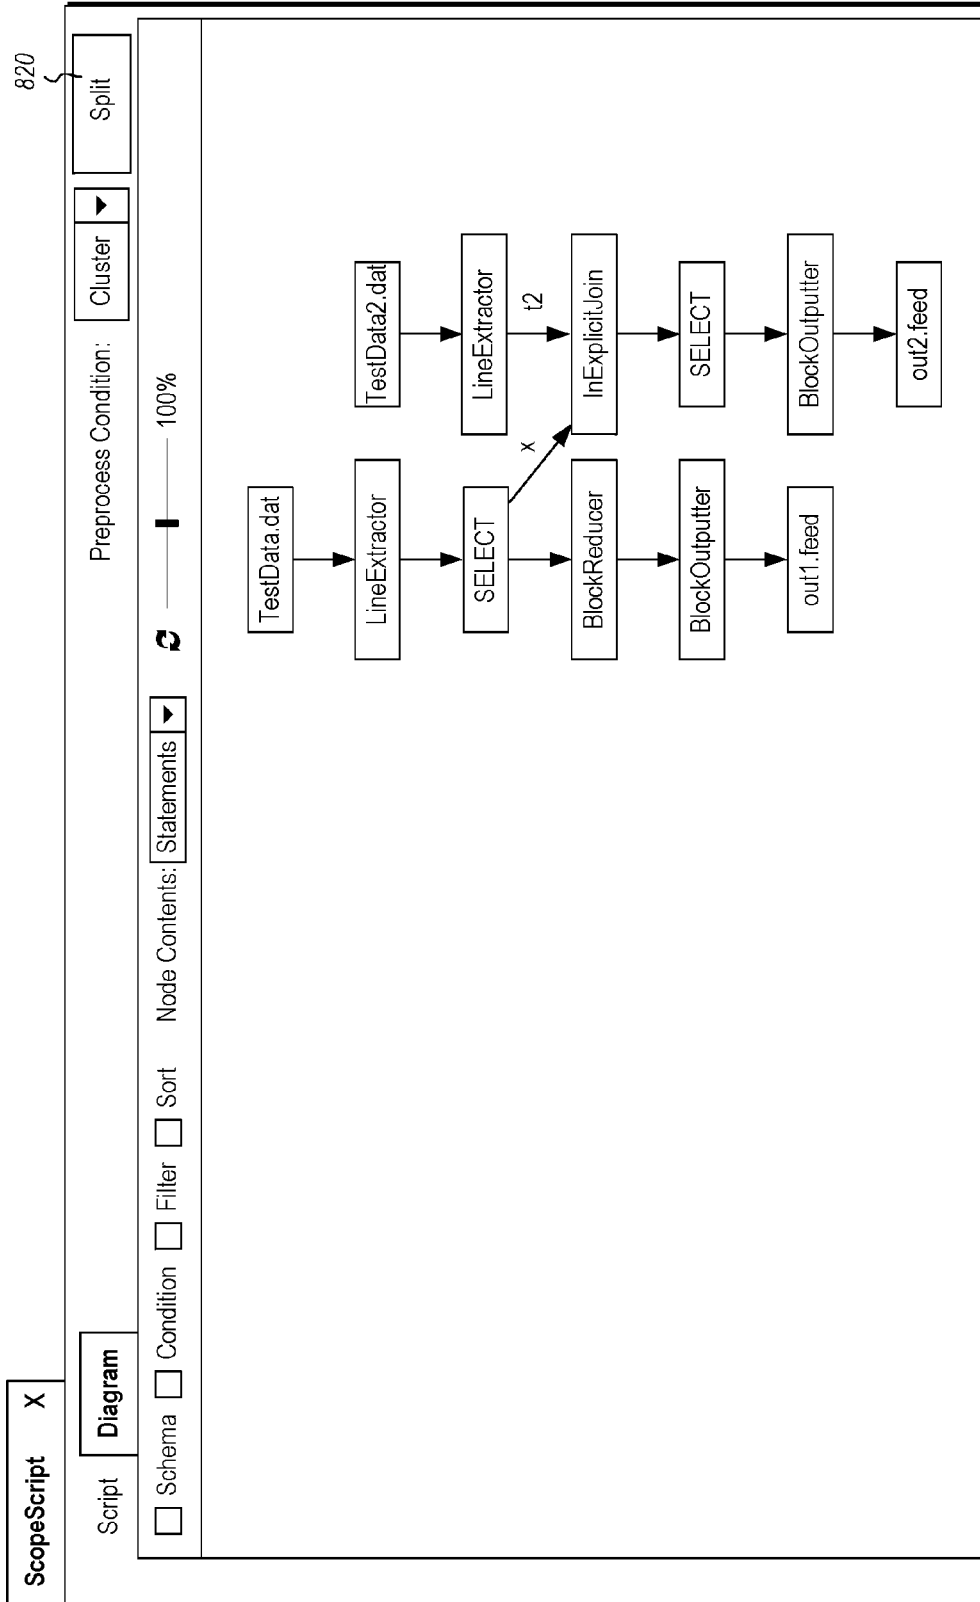 820
ScopeScript X
Script Diagram Preprocess Condition: Cluster Split
Schema Condition Filter Sort Node Contents: Statements 100%
TestData.dat
LineExtractor TestData2.dat
SELECT LineExtractor
x t2
BlockReducer InExplicitJoin
BlockOutputter SELECT
out1.feed BlockOutputter
out2.feed